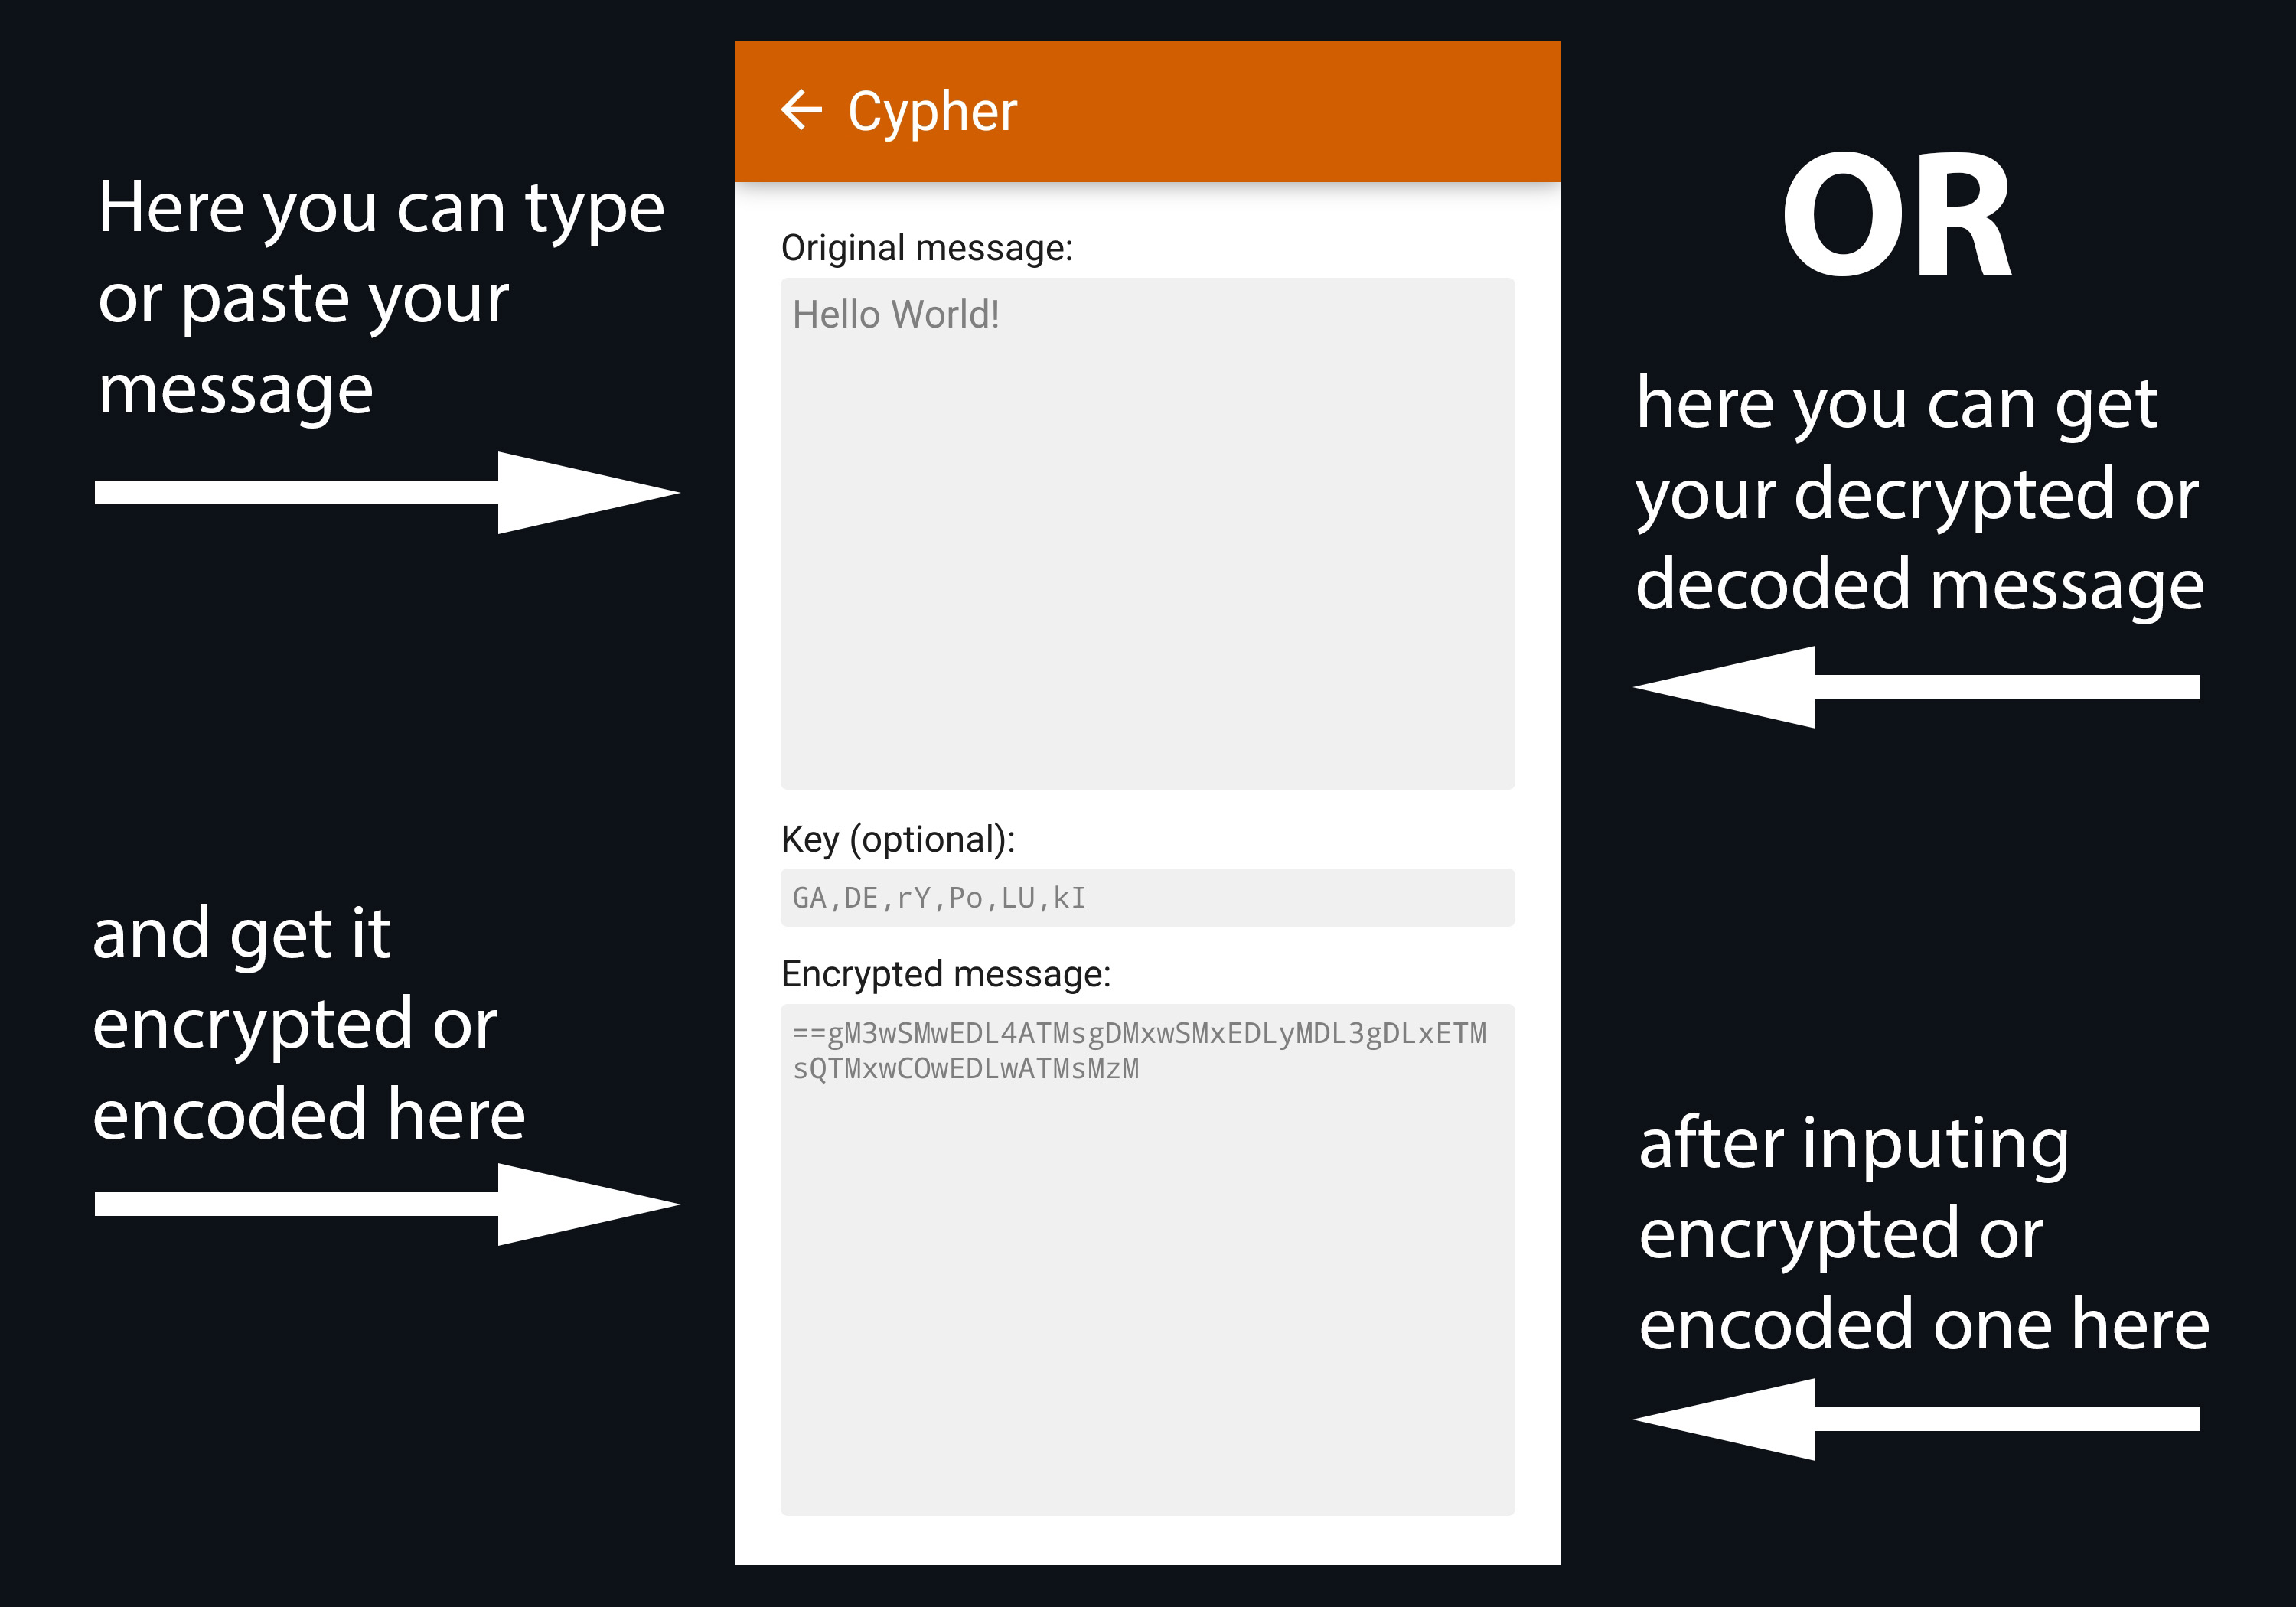 Here you can type
or paste your
message
and get it
encrypted or
encoded here
Cypher
Original message:
Hello World!
Key (optional):
GA,DE,rY,Po,LU,kI
Encrypted message:
==gM3wSMwEDL4ATMsgDMxwSMxEDLyMDL3gDLxETM
sQTMxwCOwEDLwATMsMzM
OR
here you can get
your decrypted or
decoded message
after inputing
encrypted or
encoded one here